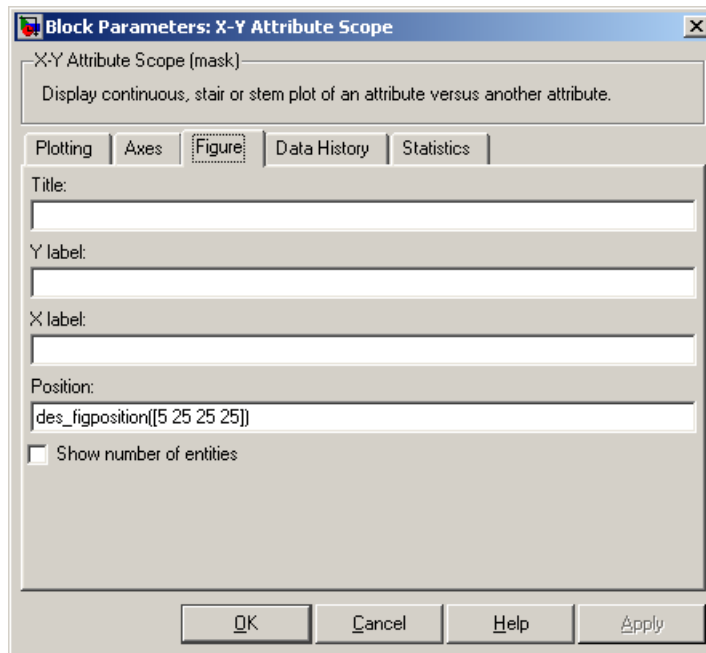 Block Parameters: X-Y Attribute Scope
X-Y Attribute Scope (mask)
Display continuous, stair or stem plot of an attribute versus another attribute.
Plotting Axes Figure Data History Statistics
Title:
Y label:
X label:
Position:
des_figposition([5 25 25 25])
Show number of entities
OK Cancel Help Apply